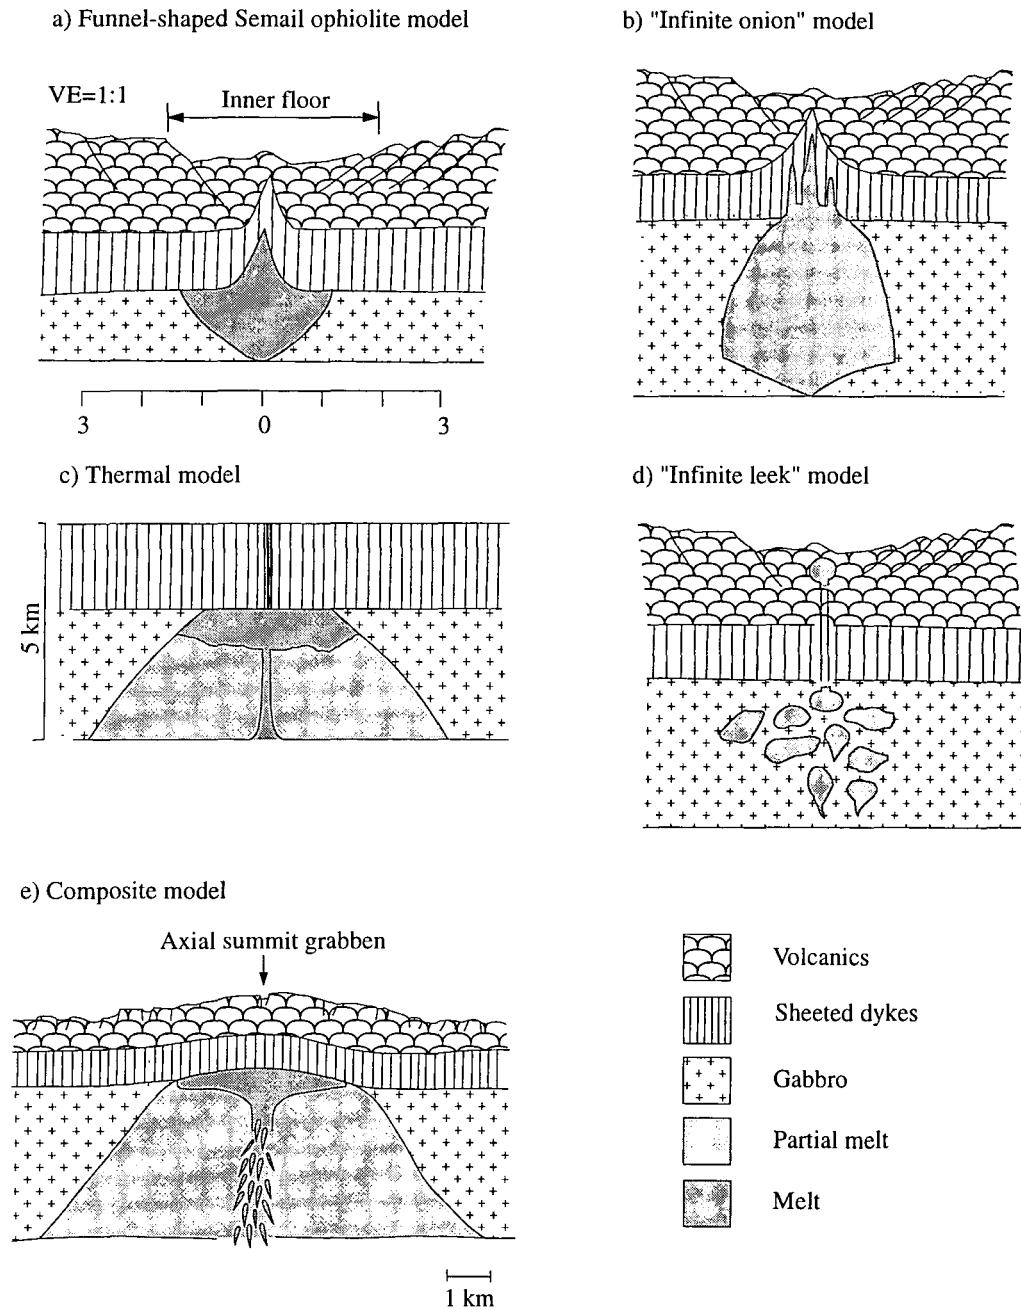 a) Funnel-shaped Semail ophiolite model
b) "Infinite onion" model
VE=1:1
Inner floor
3
0
3
c) Thermal model
d) "Infinite leek" model
5 km
e) Composite model
Axial summit grabben
Volcanics
Sheeted dykes
Gabbro
Partial melt
Melt
1 km